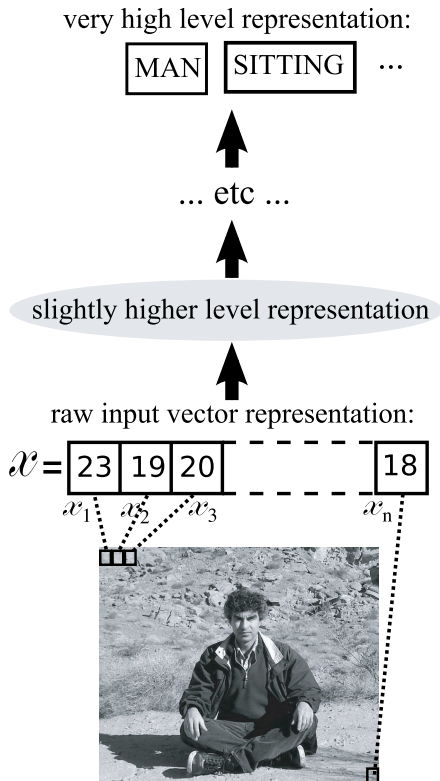 very high level representation:
MAN SITTING ...
... etc ...
slightly higher level representation
raw input vector representation:
x = 23 19 20 18
x1 x2 x3 xn